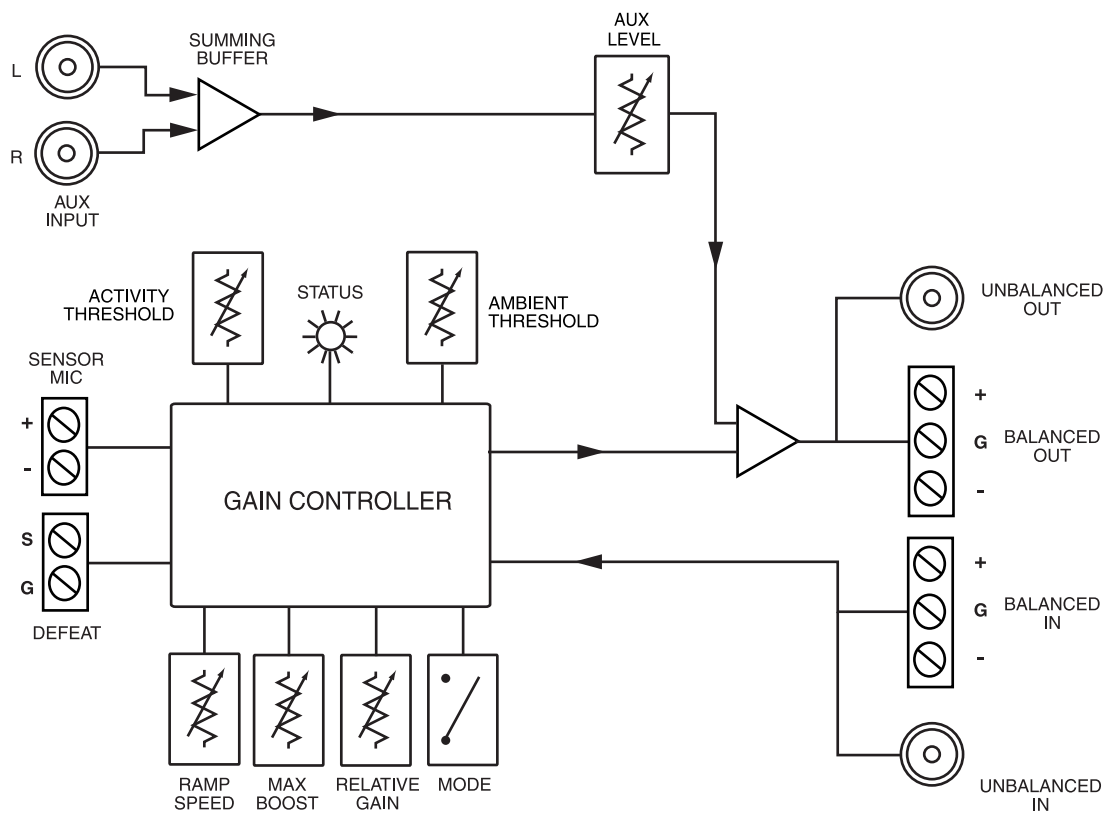 AUX
LEVEL
SUMMING
BUFFER
L
R
AUX
INPUT
ACTIVITY
THRESHOLD
STATUS
AMBIENT
THRESHOLD
UNBALANCED
OUT
SENSOR
MIC
+
-
+
G BALANCED
OUT
-
GAIN CONTROLLER
S
G
DEFEAT
+
G BALANCED
IN
-
RAMP
SPEED
MAX
BOOST
RELATIVE
GAIN
MODE
UNBALANCED
IN